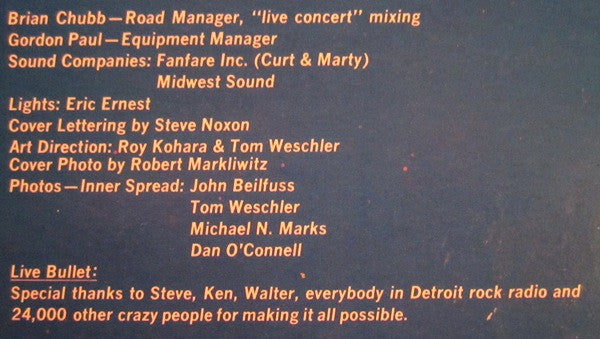 Brian Chubb—Road Manager, "live concert" mixing
Gordon Paul—Equipment Manager
Sound Companies: Fanfare Inc. (Curt & Marty)
Midwest Sound
Lights: Eric Ernest
Cover Lettering by Steve Noxon
Art Direction: Roy Kohara & Tom Weschler
Cover Photo by Robert Markliwitz
Photos—Inner Spread: John Beilfuss
Tom Weschler
Michael N. Marks
Dan O'Connell
Live Bullet:
Special thanks to Steve, Ken, Walter, everybody in Detroit rock radio and
24,000 other crazy people for making it all possible.